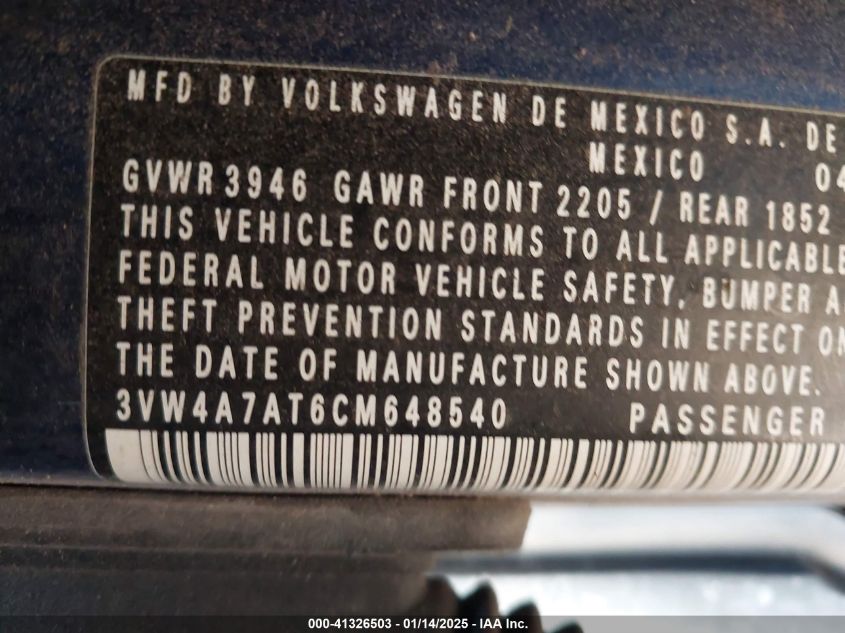 MFD BY VOLKSWAGEN DE MEXICO S.A. DE
MEXICO 04
GVWR 3946 GAWR FRONT 2205 / REAR 1852
THIS VEHICLE CONFORMS TO ALL APPLICABLE
FEDERAL MOTOR VEHICLE SAFETY, BUMPER A
THEFT PREVENTION STANDARDS IN EFFECT ON
THE DATE OF MANUFACTURE SHOWN ABOVE.
3VW4A7AT6CM648540 PASSENGER
000-41326503 - 01/14/2025 - IAA Inc.